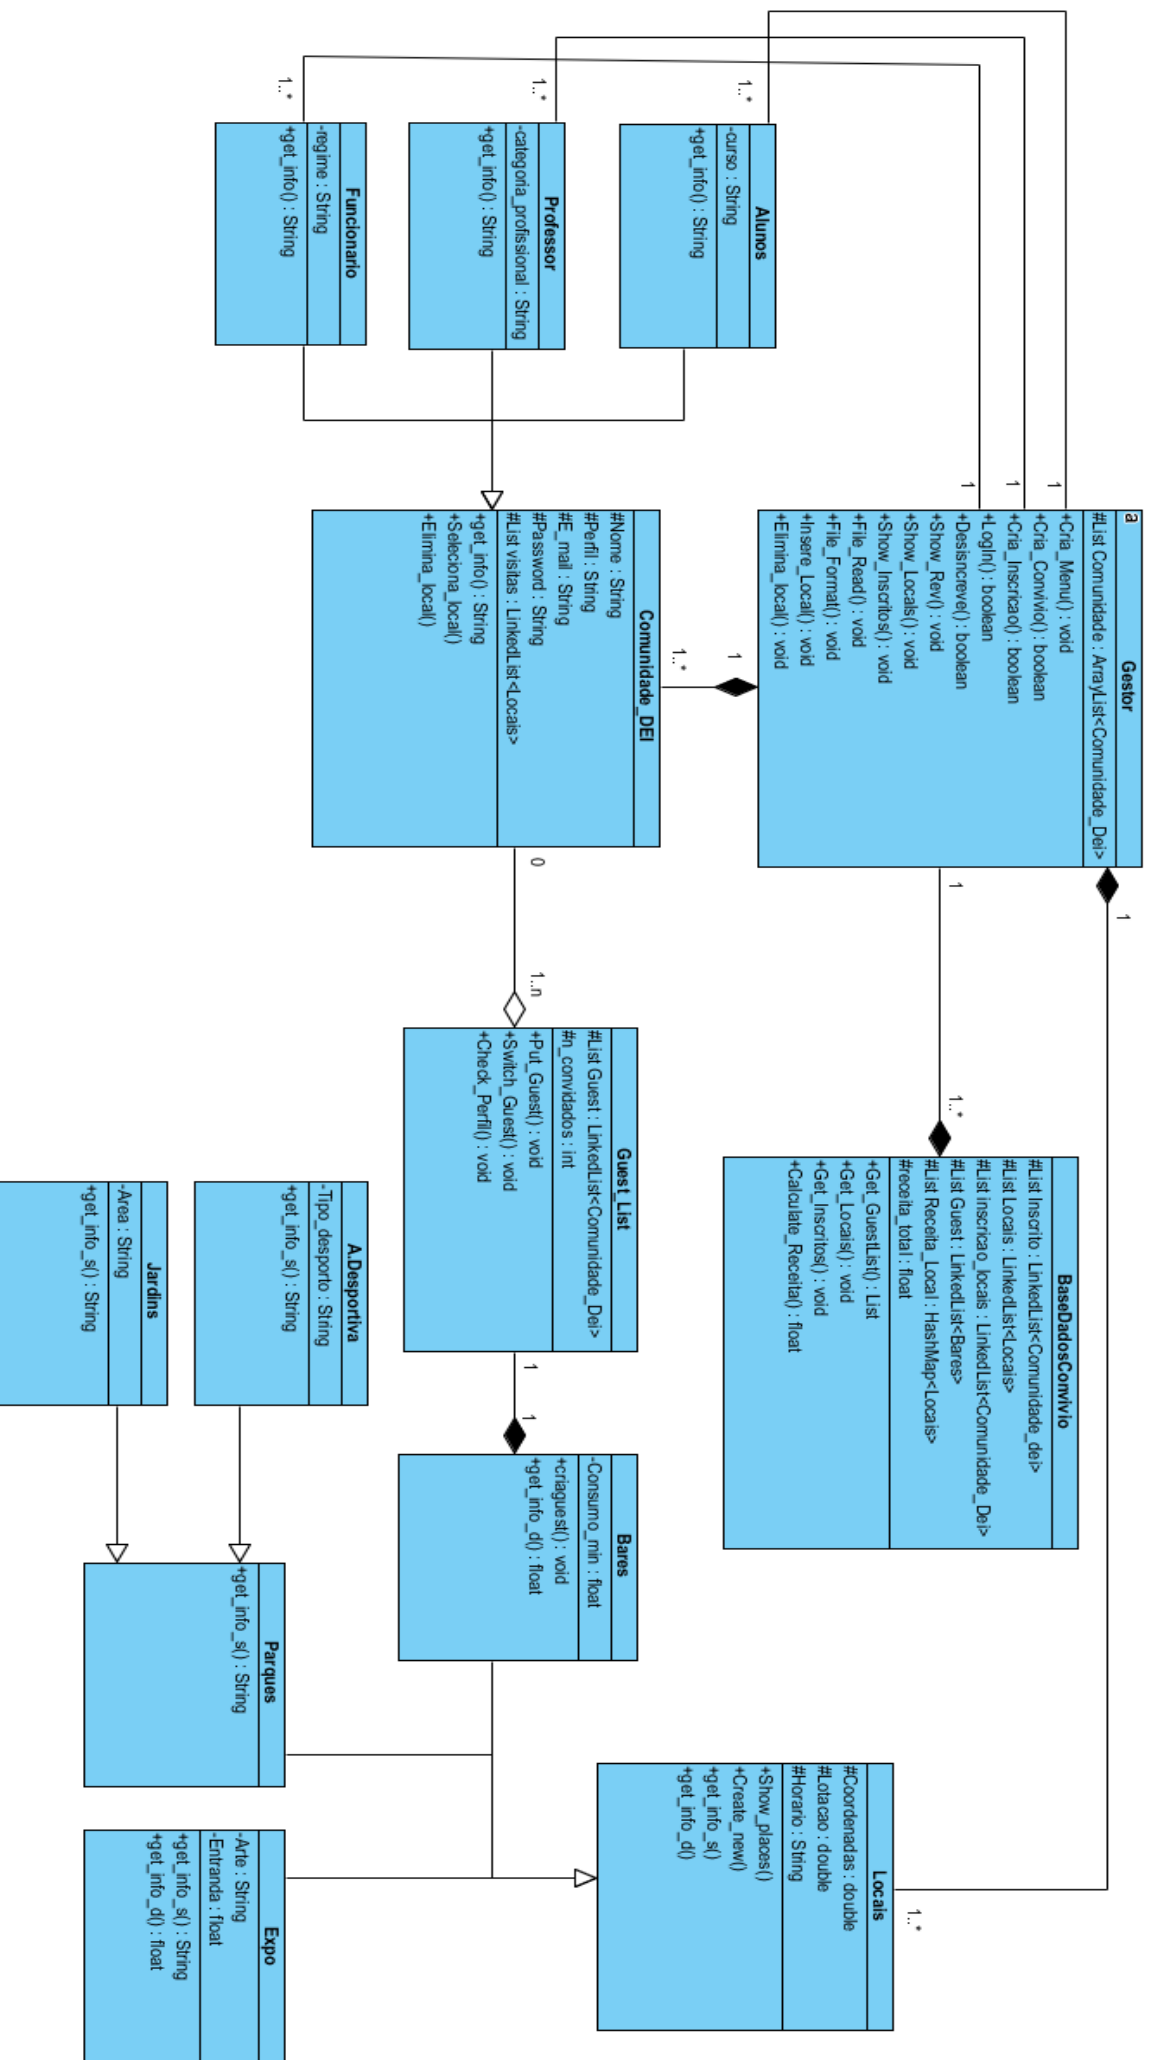 a
Gestor
#List Comunidade : ArrayList<Comunidade_Dei>
+Cria_Menu() : void
+Cria_Convivio() : boolean
+Cria_Inscricao() : boolean
+LogIn() : boolean
+Desisncreve() : boolean
+Show_Rev() : void
+Show_Locals() : void
+Show_Inscritos() : void
+File_Read() : void
+File_Format() : void
+Insere_Local() : void
+Elimina_local() : void
1
1
1
1
1
1
1..*
1..*
1..*
1..*
1..*
1..*
Alunos
-curso : String
+get_info() : String
Professor
-categoria_profissional : String
+get_info() : String
Funcionario
-regime : String
+get_info() : String
Comunidade_DEI
#Nome : String
#Perfil : String
#E_mail : String
#Password : String
#List visitas : LinkedList<Locais>
+get_info() : String
+Seleciona_local()
+Elimina_local()
0
1..n
BaseDadosConvivio
#List Inscrito : LinkedList<Comunidade_dei>
#List Locais : LinkedList<Locais>
#List inscricao_locais : LinkedList<Comunidade_Dei>
#List Guest : LinkedList<Bares>
#List Receita_Local : HashMap<Locais>
#receita_total : float
+Get_GuestList() : List
+Get_Locais() : void
+Get_Inscritos() : void
+Calculate_Receita() : float
Guest_List
#List Guest : LinkedList<Comunidade_Dei>
#n_convidados : int
+Put_Guest() : void
+Switch_Guest() : void
+Check_Perfil() : void
1
1
Bares
-Consumo_min : float
+criaguest() : void
+get_info_d() : float
Locais
#Coordenadas : double
#Lotacao : double
#Horario : String
+Show_places()
+Create_new()
+get_info_s()
+get_info_d()
A.Desportiva
-Tipo_desporto : String
+get_info_s() : String
Jardins
-Area : String
+get_info_s() : String
Parques
+get_info_s() : String
Expo
-Arte : String
-Entranda : float
+get_info_s() : String
+get_info_d() : float